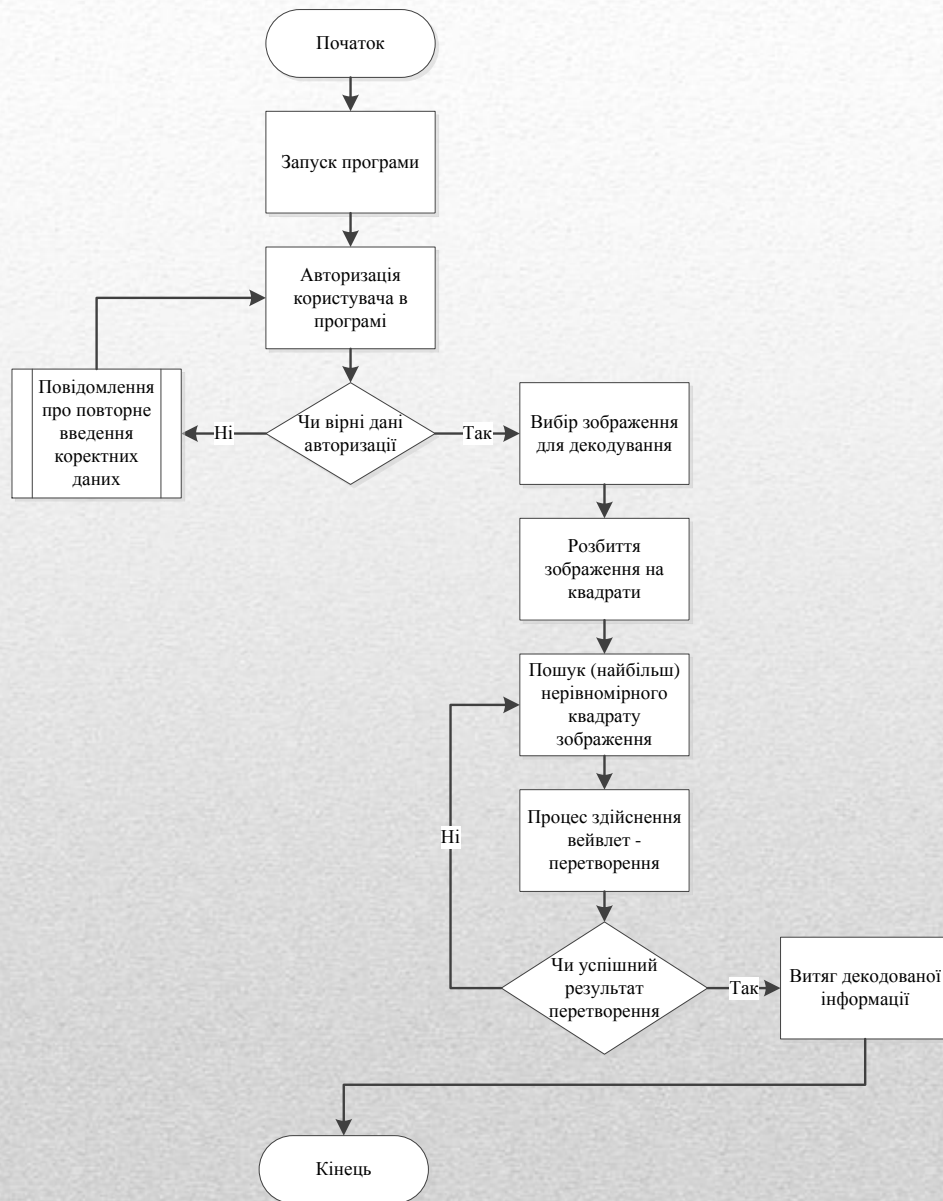 Початок
Запуск програми
Авторизація
користувача в
програмі
Повідомлення
про повторне
введення
коректних
даних
Ні
Чи вірні дані
авторизації
Так
Вибір зображення
для декодування
Розбиття
зображення на
квадрати
Пошук (найбільш)
нерівномірного
квадрату
зображення
Процес здійснення
вейвлет -
перетворення
Ні
Чи успішний
результат
перетворення
Так
Витяг декодованої
інформації
Кінець